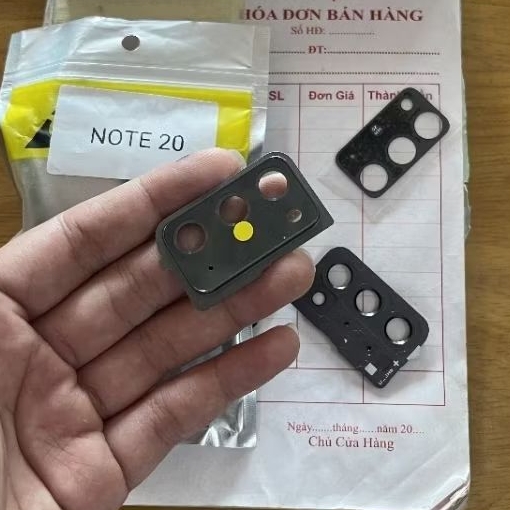 HÓA ĐƠN BÁN HÀNG
Số HĐ: ................
ĐT:..............................
SL Đơn Giá
NOTE 20
Ngày.......tháng......năm 20....
Chủ Cửa Hàng